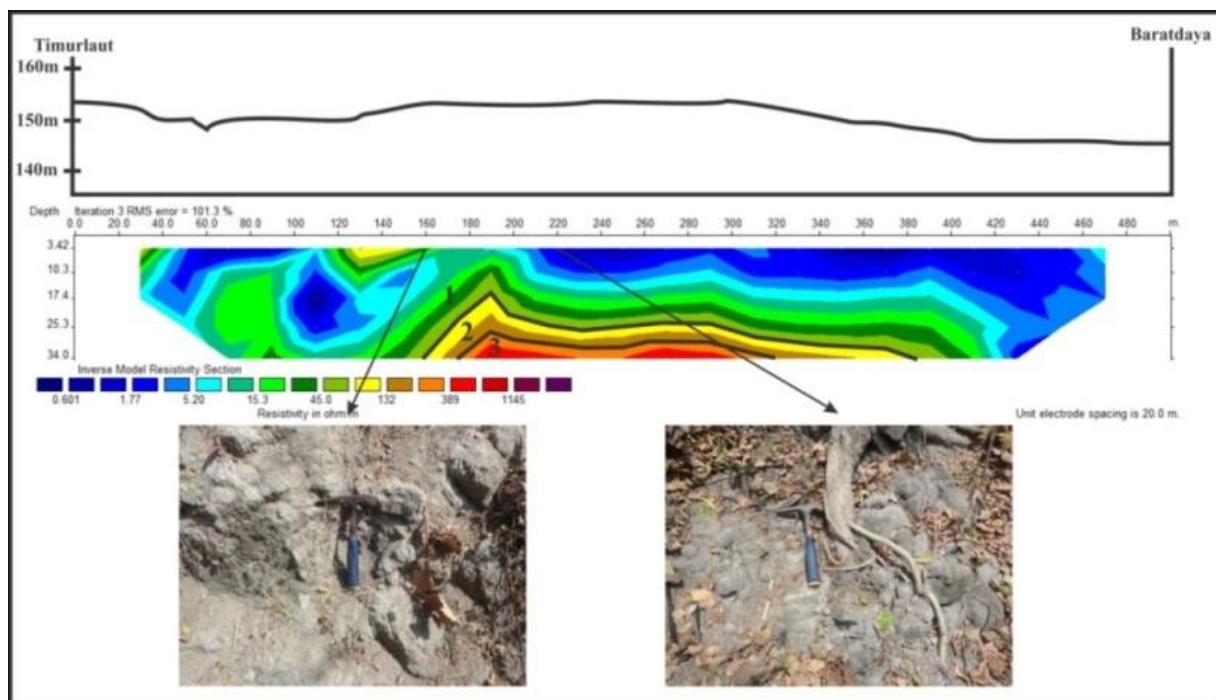 Timurlaut
Baratdaya
160m
150m
140m
Depth Iteration 3 RMS error = 101.3 %
0.0 20.0 40.0 60.0 80.0 100 120 140 160 180 200 220 240 260 280 300 320 340 360 380 400 420 440 460 480 m.
3.42
10.3
17.4
25.3
34.0
1
2
3
Inverse Model Resistivity Section
0.601 1.77 5.20 15.3 45.0 132 389 1145
Resistivity in ohm.m
Unit electrode spacing is 20.0 m.